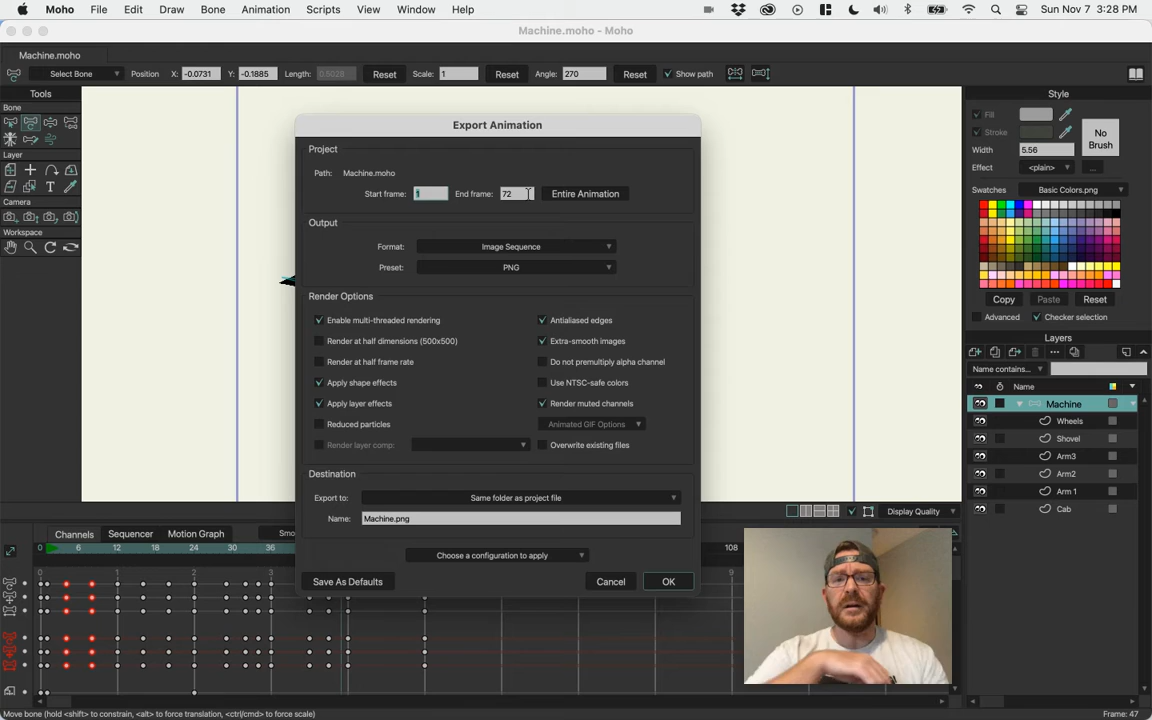 Moho File Edit Draw Bone Animation Scripts View Window Help Sun Nov 7 3:28 PM
Machine.moho - Moho
Machine.moho
Select Bone Position X: -0.0731 Y: -0.1885 Length: 0.5028 Reset Scale: 1 Reset Angle: 270 Reset Show path
Tools
Bone
Layer
Camera
Workspace
Export Animation
Project
Path: Machine.moho
Start frame: 1 End frame: 72 Entire Animation
Output
Format: Image Sequence
Preset: PNG
Render Options
Enable multi-threaded rendering Antialiased edges
Render at half dimensions (500x500) Extra-smooth images
Render at half frame rate Do not premultiply alpha channel
Apply shape effects Use NTSC-safe colors
Apply layer effects Render muted channels
Reduced particles Animated GIF Options
Render layer comp: Overwrite existing files
Destination
Export to: Same folder as project file
Name: Machine.png
Choose a configuration to apply
Save As Defaults Cancel OK
Style
Fill
Stroke
No Brush
Width 5.56
Effect <plain> ...
Swatches Basic Colors.png
Copy Paste Reset
Advanced Checker selection
Layers
Name contains...
Name
Machine
Wheels
Shovel
Arm3
Arm2
Arm 1
Cab
Display Quality
Channels Sequencer Motion Graph Smo
0 6 12 18 24 30 36 108
0 1 2 3 9
Move bone (hold <shift> to constrain, <alt> to force translation, <ctrl/cmd> to force scale) Frame: 47